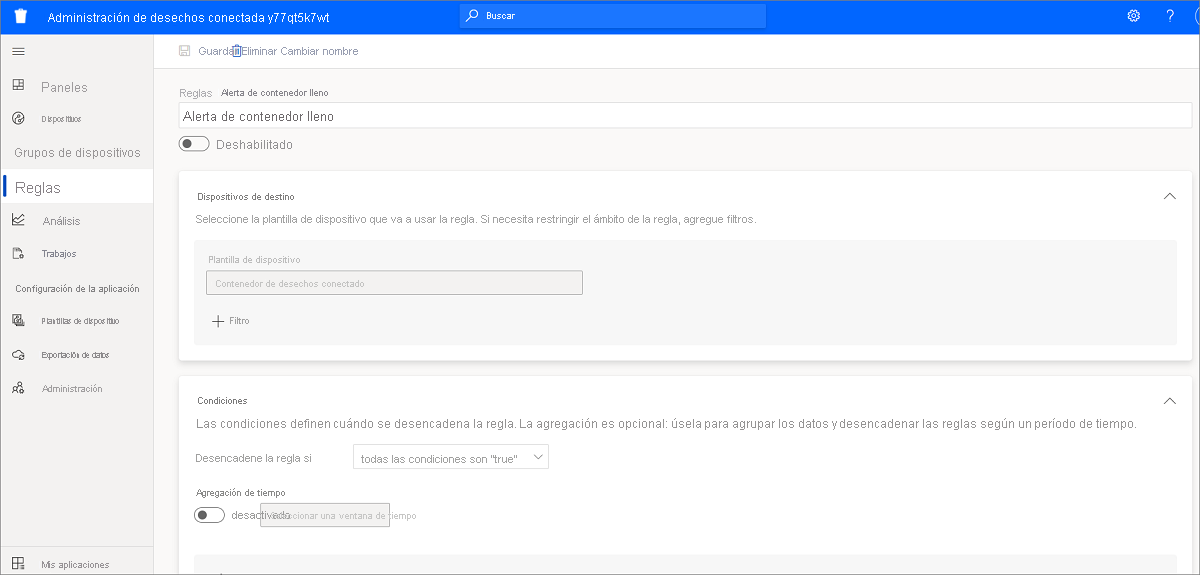 Administración de desechos conectada y77qt5k7wt
Buscar
?
Guarda Eliminar Cambiar nombre
Paneles
Dispositivos
Grupos de dispositivos
Reglas
Análisis
Trabajos
Configuración de la aplicación
Plantillas de dispositivo
Exportación de datos
Administración
Mis aplicaciones
Reglas Alerta de contenedor lleno
Alerta de contenedor lleno
Deshabilitado
Dispositivos de destino
Seleccione la plantilla de dispositivo que va a usar la regla. Si necesita restringir el ámbito de la regla, agregue filtros.
Plantilla de dispositivo
Contenedor de desechos conectado
Filtro
Condiciones
Las condiciones definen cuándo se desencadena la regla. La agregación es opcional: úsela para agrupar los datos y desencadenar las reglas según un período de tiempo.
Desencadene la regla si
todas las condiciones son "true"
Agregación de tiempo
desactivado
una ventana de tiempo